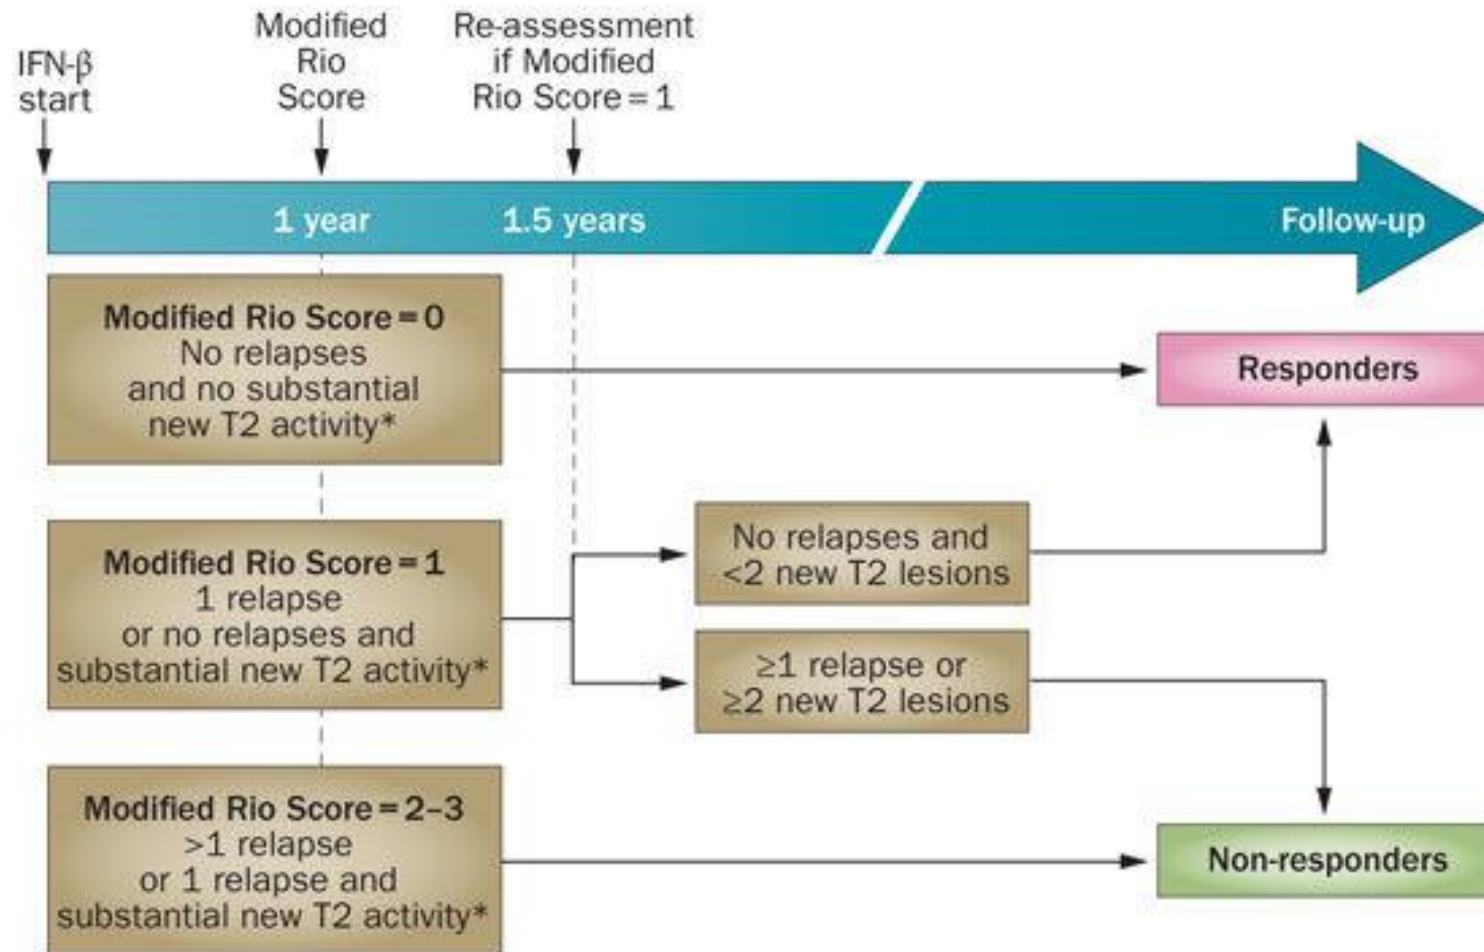 IFN-β
start
Modified
Rio
Score
Re-assessment
if Modified
Rio Score = 1
1 year
1.5 years
Follow-up
Modified Rio Score = 0
No relapses
and no substantial
new T2 activity*
Responders
Modified Rio Score = 1
1 relapse
or no relapses and
substantial new T2 activity*
No relapses and
<2 new T2 lesions
≥1 relapse or
≥2 new T2 lesions
Modified Rio Score = 2–3
>1 relapse
or 1 relapse and
substantial new T2 activity*
Non-responders